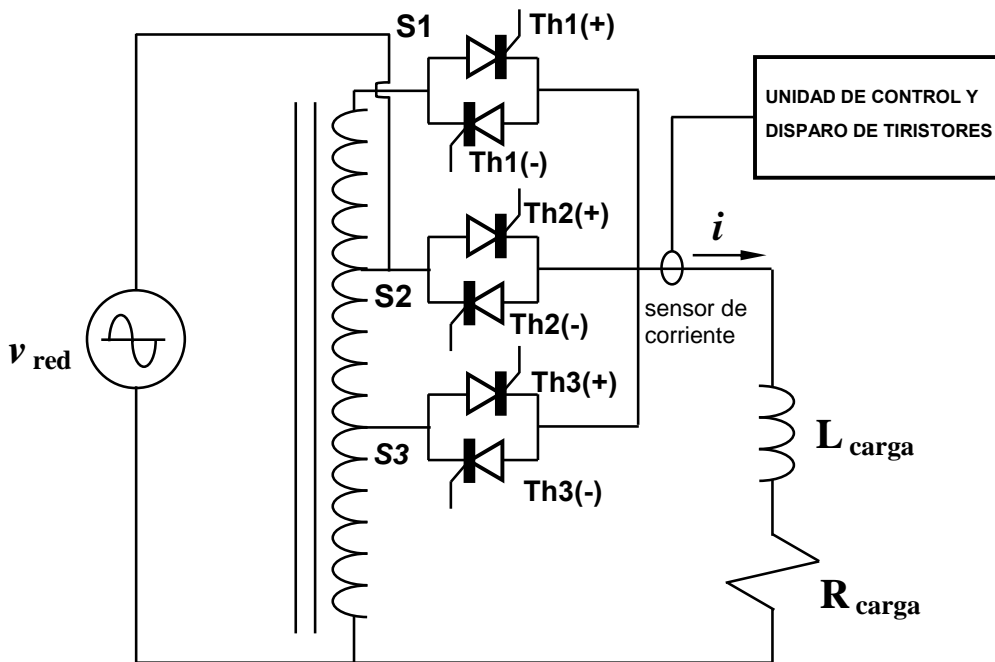 S1
Th1(+)
UNIDAD DE CONTROL Y
DISPARO DE TIRISTORES
Th1(-)
Th2(+)
i
S2
sensor de
corriente
Th2(-)
v red
Th3(+)
S3
L carga
Th3(-)
R carga